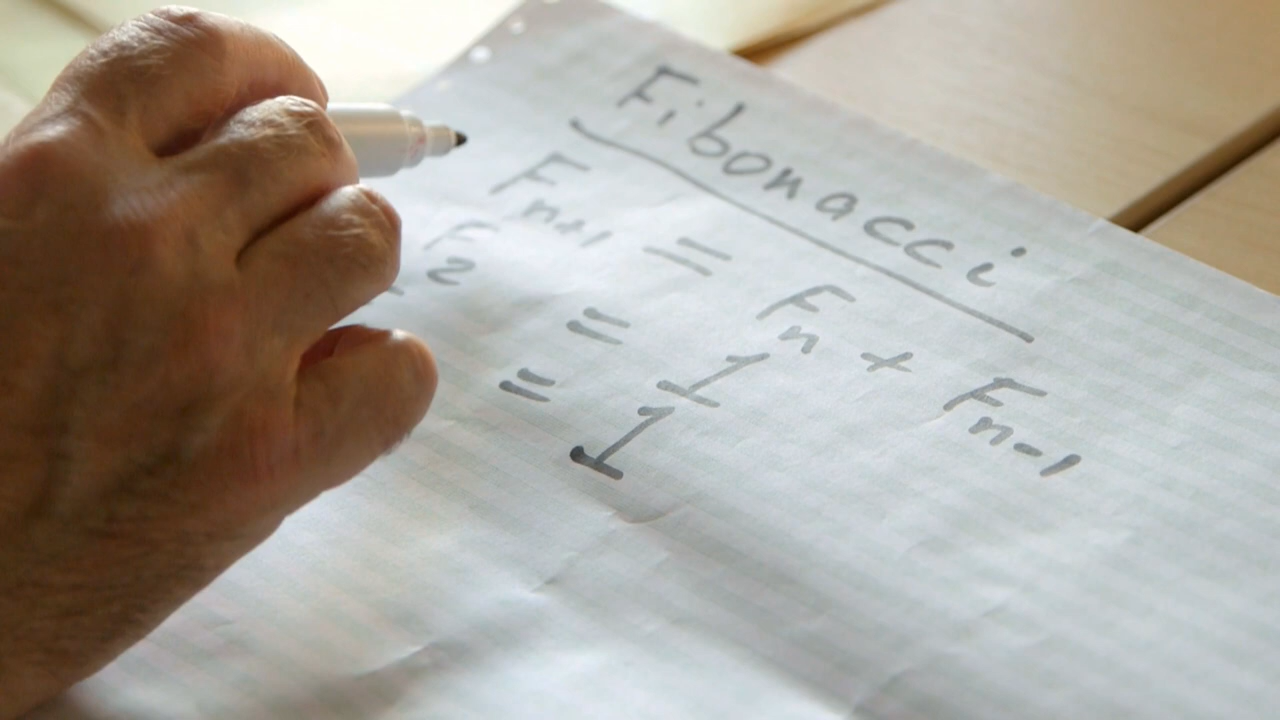 Fibonacci
Fn+1 = Fn + Fn-1
F2 = 1
= 1